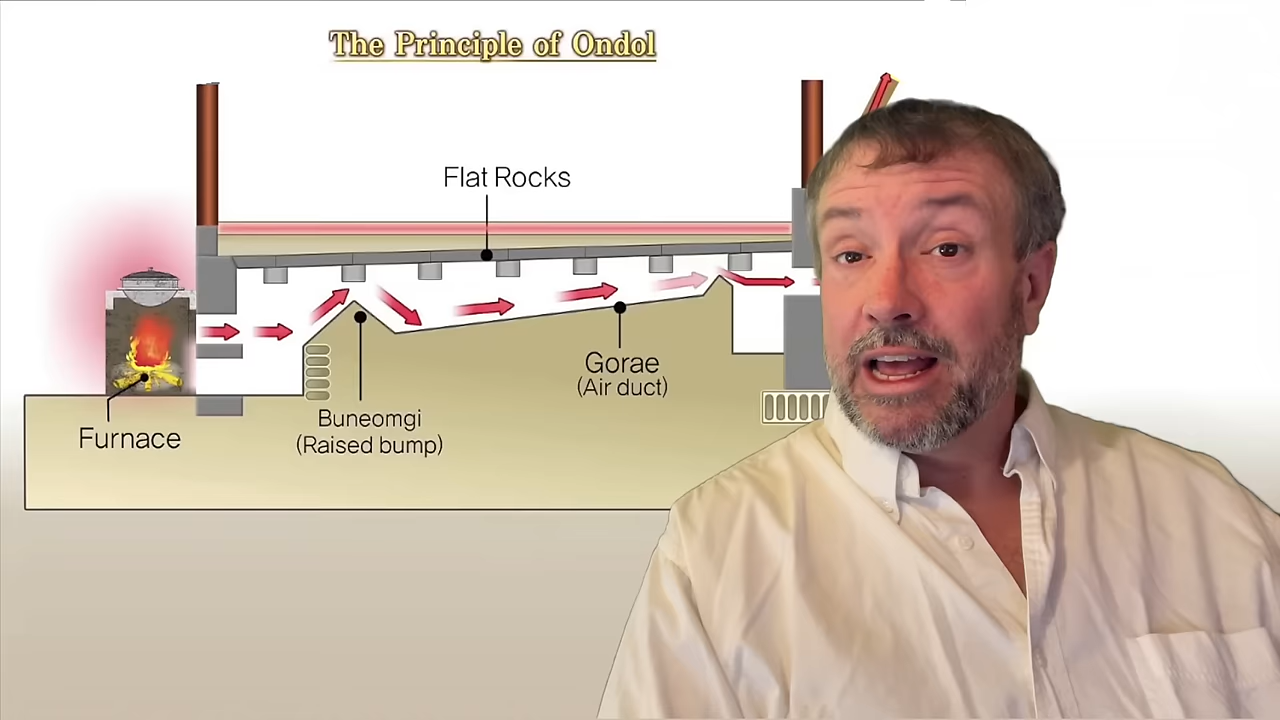 The Principle of Ondol
Flat Rocks
Gorae
(Air duct)
Buneomgi
(Raised bump)
Furnace